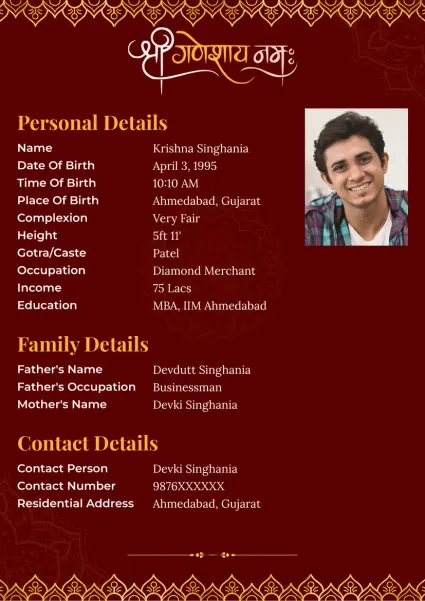 श्री गणेशाय नमः
Personal Details
Name Krishna Singhania
Date Of Birth April 3, 1995
Time Of Birth 10:10 AM
Place Of Birth Ahmedabad, Gujarat
Complexion Very Fair
Height 5ft 11'
Gotra/Caste Patel
Occupation Diamond Merchant
Income 75 Lacs
Education MBA, IIM Ahmedabad
Family Details
Father's Name Devdutt Singhania
Father's Occupation Businessman
Mother's Name Devki Singhania
Contact Details
Contact Person Devki Singhania
Contact Number 9876XXXXXX
Residential Address Ahmedabad, Gujarat